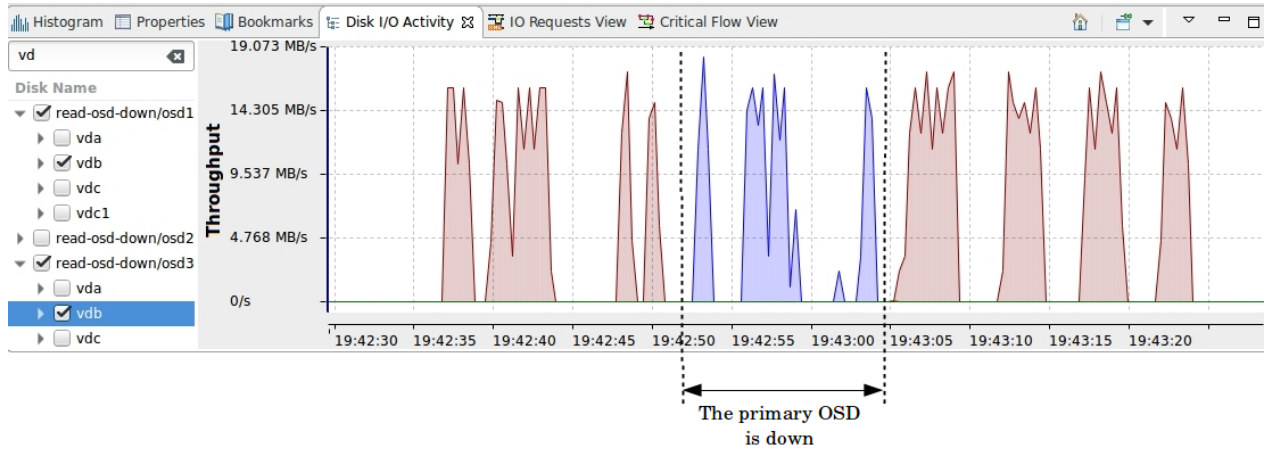 Histogram Properties Bookmarks Disk I/O Activity IO Requests View Critical Flow View
vd
Disk Name
read-osd-down/osd1
vda
vdb
vdc
vdc1
read-osd-down/osd2
read-osd-down/osd3
vda
vdb
vdc
Throughput
19.073 MB/s
14.305 MB/s
9.537 MB/s
4.768 MB/s
0/s
19:42:30 19:42:35 19:42:40 19:42:45 19:42:50 19:42:55 19:43:00 19:43:05 19:43:10 19:43:15 19:43:20
The primary OSD
is down